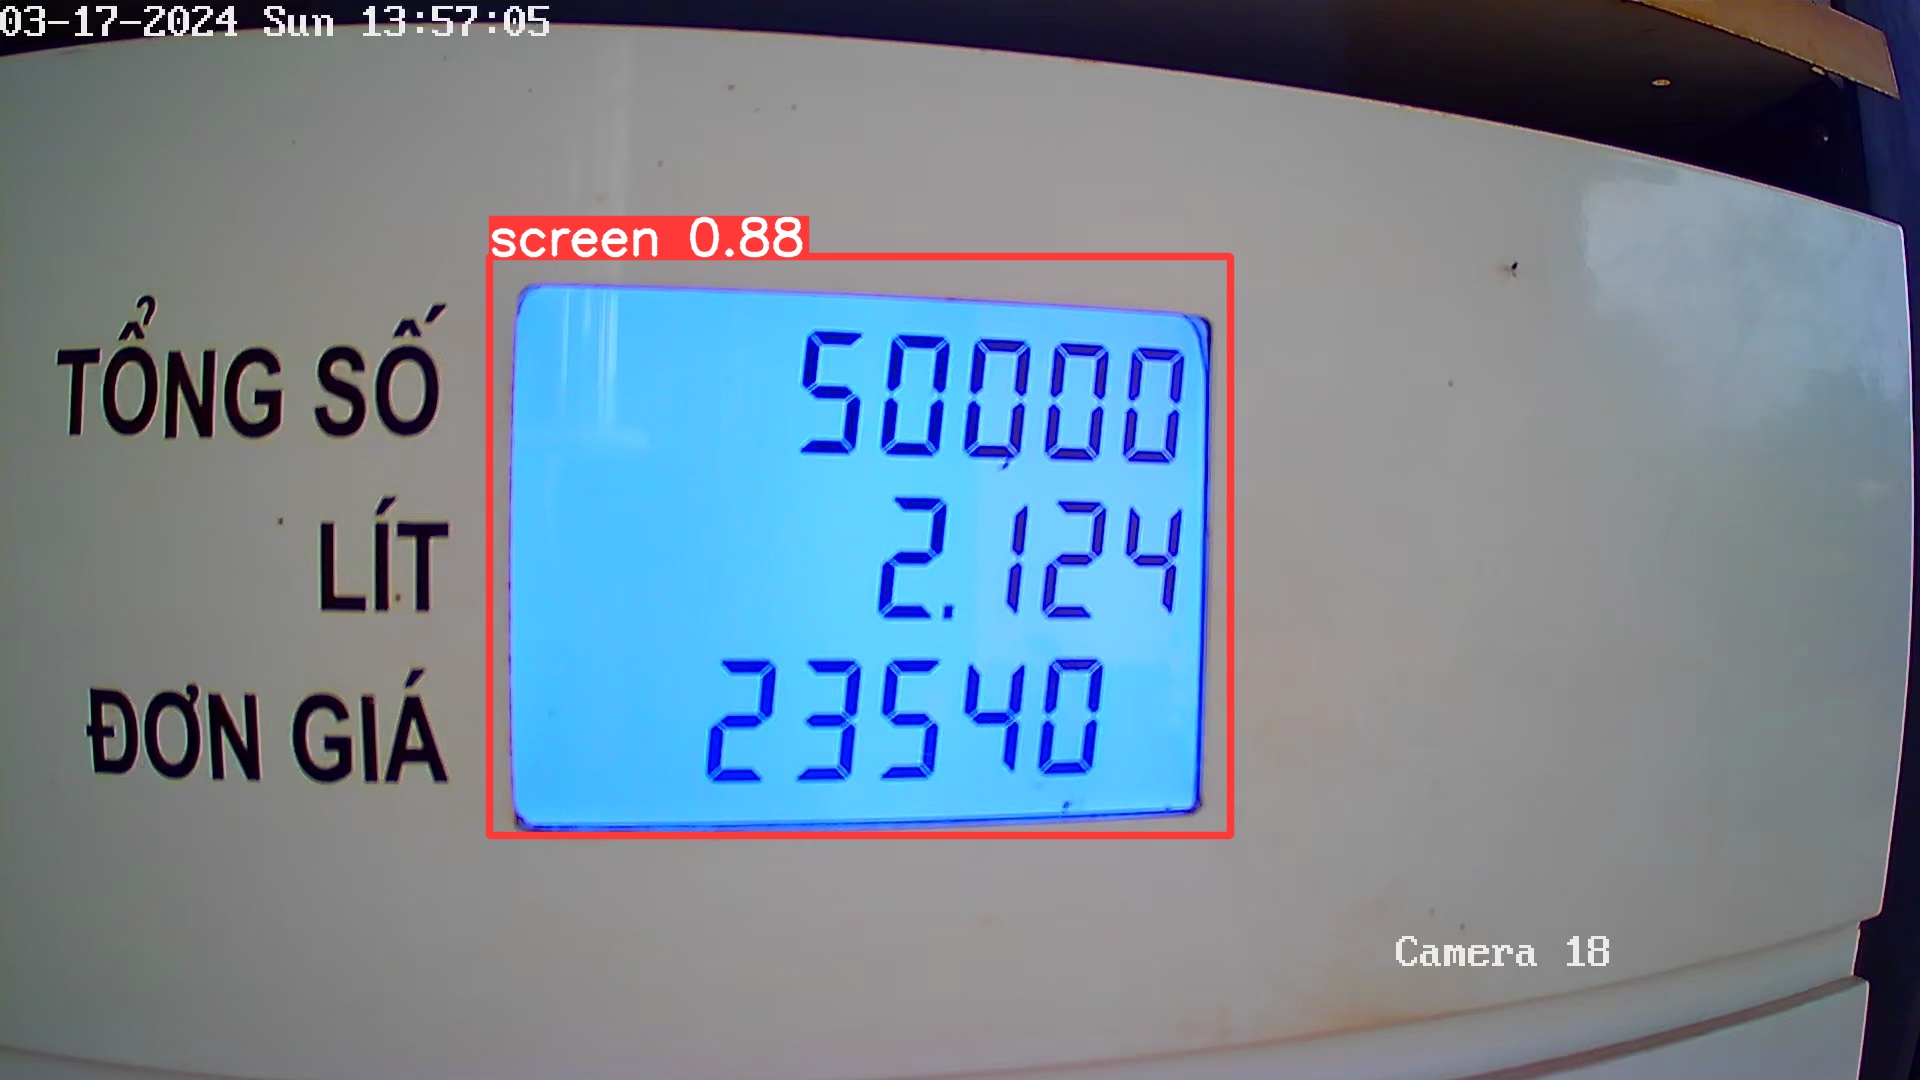 03-17-2024 Sun 13:57:05
screen 0.88
TỔNG SỐ 50000
LÍT 2.124
ĐƠN GIÁ 23540
Camera 18